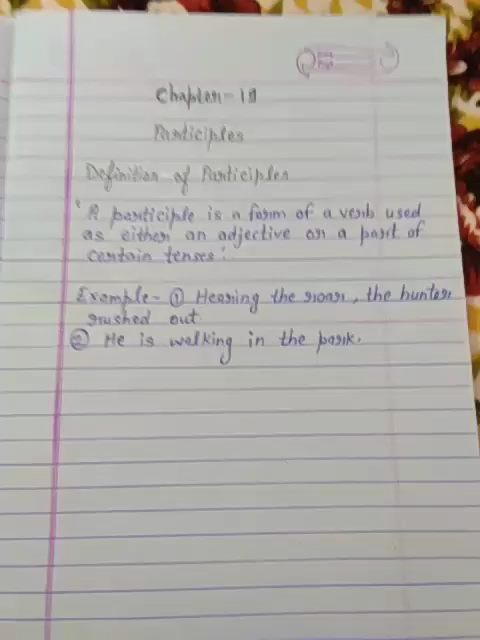 Chapter-10
Participles
Definition of Participles
'A participle is a form of a verb used
as either an adjective or a part of
certain tenses'.
Example- ① Hearing the roar, the hunter
rushed out.
② He is walking in the park.